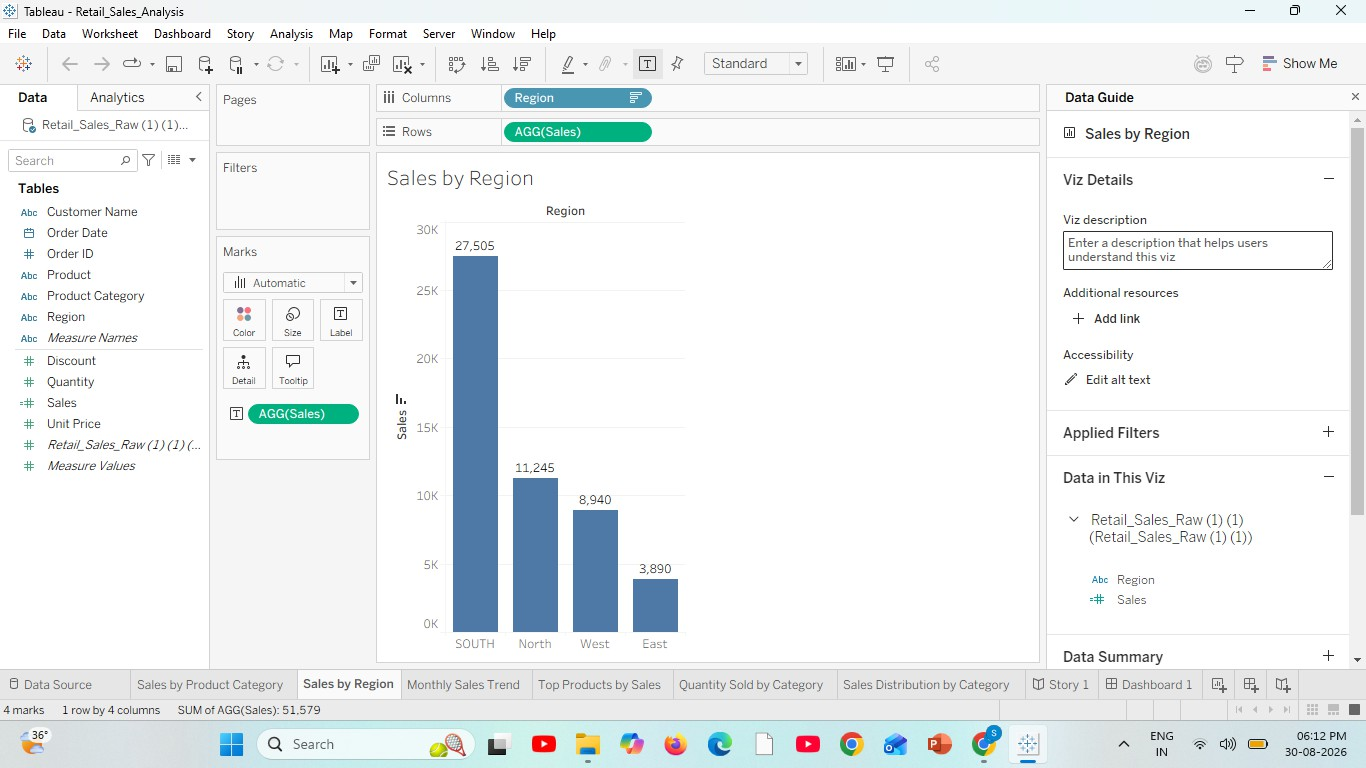 Tableau - Retail_Sales_Analysis
File Data Worksheet Dashboard Story Analysis Map Format Server Window Help
Standard
Show Me
Data Analytics
Retail_Sales_Raw (1) (1)...
Search
Tables
Abc Customer Name
Order Date
# Order ID
Abc Product
Abc Product Category
Abc Region
Abc Measure Names
# Discount
# Quantity
=# Sales
# Unit Price
# Retail_Sales_Raw (1) (1) (...
# Measure Values
Pages
Filters
Marks
Automatic
Color Size Label
Detail Tooltip
AGG(Sales)
Columns Region
Rows AGG(Sales)
Sales by Region
Region
30K
25K
20K
15K
10K
5K
0K
Sales
27,505
11,245
8,940
3,890
SOUTH North West East
Data Guide
Sales by Region
Viz Details
Viz description
Enter a description that helps users
understand this viz
Additional resources
Add link
Accessibility
Edit alt text
Applied Filters
Data in This Viz
Retail_Sales_Raw (1) (1)
(Retail_Sales_Raw (1) (1))
Abc Region
=# Sales
Data Summary
Data Source Sales by Product Category Sales by Region Monthly Sales Trend Top Products by Sales Quantity Sold by Category Sales Distribution by Category Story 1 Dashboard 1
4 marks 1 row by 4 columns SUM of AGG(Sales): 51,579
36°
Search
S
ENG
IN
06:12 PM
30-08-2026